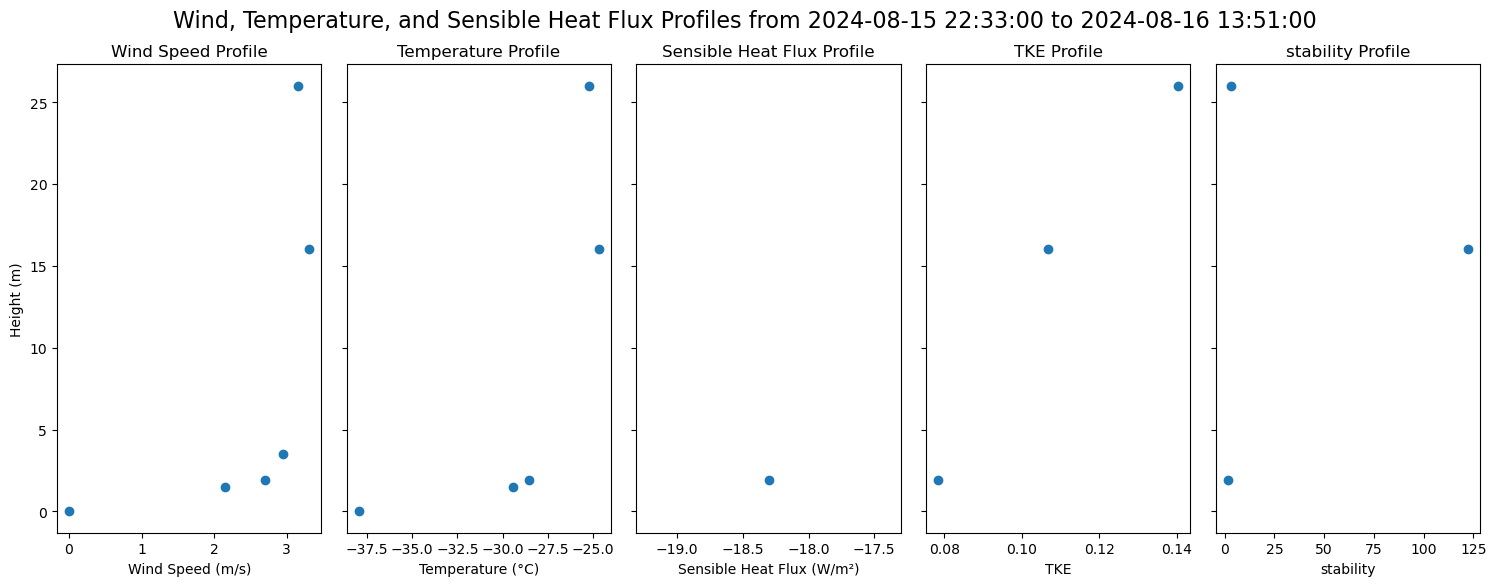 Wind, Temperature, and Sensible Heat Flux Profiles from 2024-08-15 22:33:00 to 2024-08-16 13:51:00
Wind Speed Profile
Temperature Profile
Sensible Heat Flux Profile
TKE Profile
stability Profile
25
20
15
10
5
0
Height (m)
0 1 2 3
−37.5 −35.0 −32.5 −30.0 −27.5 −25.0
−19.0 −18.5 −18.0 −17.5
0.08 0.10 0.12 0.14
0 25 50 75 100 125
Wind Speed (m/s)
Temperature (°C)
Sensible Heat Flux (W/m²)
TKE
stability